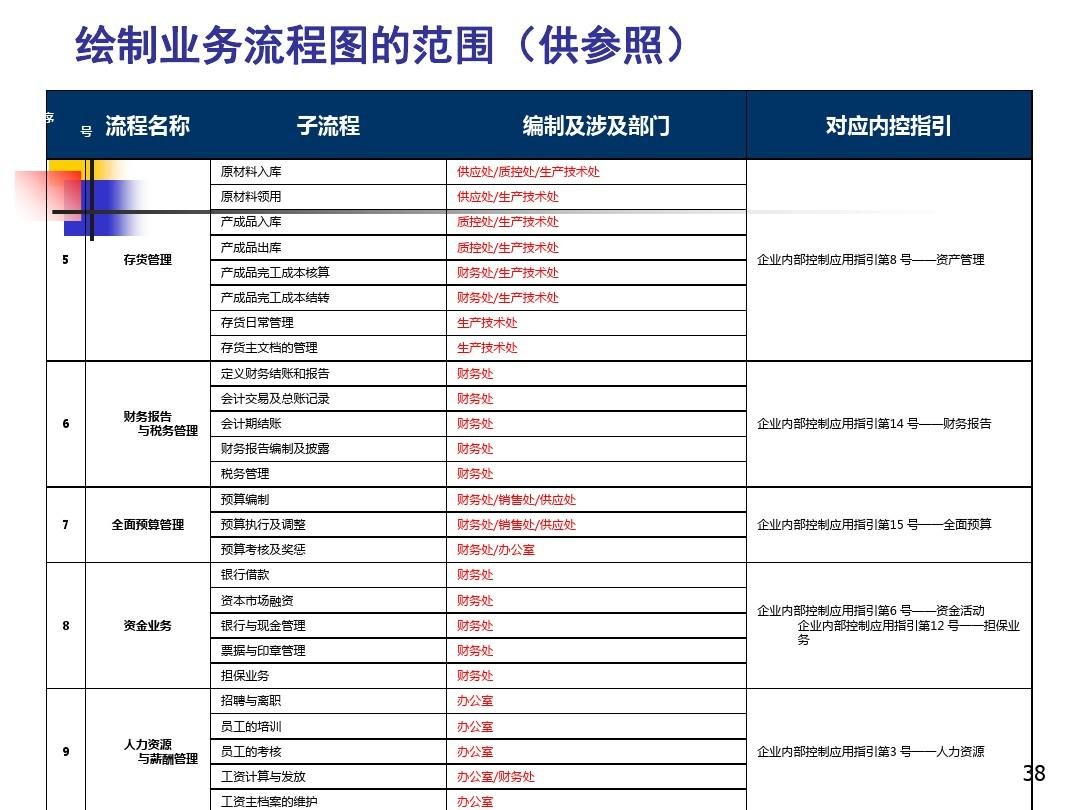 绘制业务流程图的范围（供参照）
序号 流程名称 子流程 编制及涉及部门 对应内控指引
原材料入库 供应处/质控处/生产技术处
原材料领用 供应处/生产技术处
产成品入库 质控处/生产技术处
产成品出库 质控处/生产技术处
5 存货管理 企业内部控制应用指引第8 号——资产管理
产成品完工成本核算 财务处/生产技术处
产成品完工成本结转 财务处/生产技术处
存货日常管理 生产技术处
存货主文档的管理 生产技术处
定义财务结账和报告 财务处
会计交易及总账记录 财务处
6 财务报告
与税务管理
会计期结账 财务处 企业内部控制应用指引第14 号——财务报告
财务报告编制及披露 财务处
税务管理 财务处
预算编制 财务处/销售处/供应处
7 全面预算管理 预算执行及调整 财务处/销售处/供应处 企业内部控制应用指引第15 号——全面预算
预算考核及奖惩 财务处/办公室
银行借款 财务处
资本市场融资 财务处
8 资金业务 银行与现金管理 财务处
企业内部控制应用指引第6 号——资金活动
企业内部控制应用指引第12 号——担保业
务
票据与印章管理 财务处
担保业务 财务处
招聘与离职 办公室
员工的培训 办公室
9 人力资源
与薪酬管理
员工的考核 办公室 企业内部控制应用指引第3 号——人力资源
工资计算与发放 办公室/财务处
工资主档案的维护 办公室
38